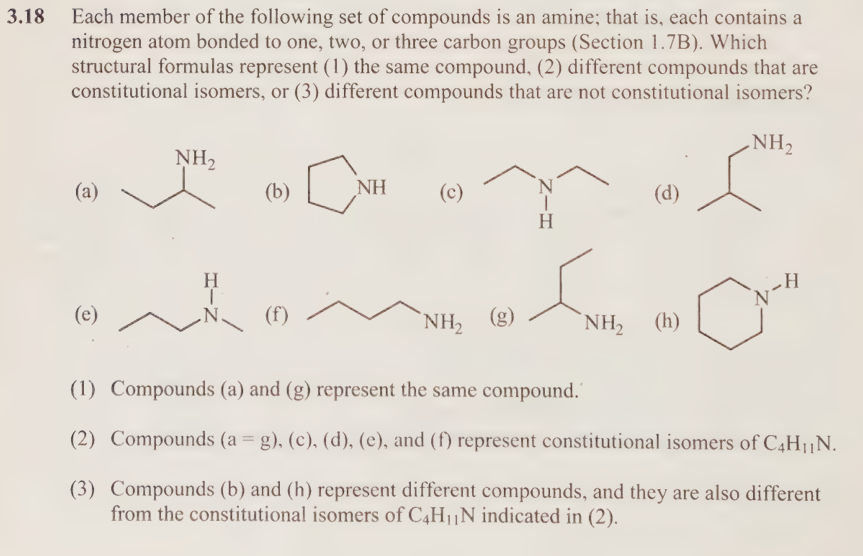 3.18 Each member of the following set of compounds is an amine; that is, each contains a
nitrogen atom bonded to one, two, or three carbon groups (Section 1.7B). Which
structural formulas represent (1) the same compound, (2) different compounds that are
constitutional isomers, or (3) different compounds that are not constitutional isomers?
(a) NH₂
(b) NH
(c) N H
(d) NH₂
(e) H N
(f) NH₂
(g) NH₂
(h) N H
(1) Compounds (a) and (g) represent the same compound.
(2) Compounds (a = g), (c), (d), (e), and (f) represent constitutional isomers of C₄H₁₁N.
(3) Compounds (b) and (h) represent different compounds, and they are also different
from the constitutional isomers of C₄H₁₁N indicated in (2).